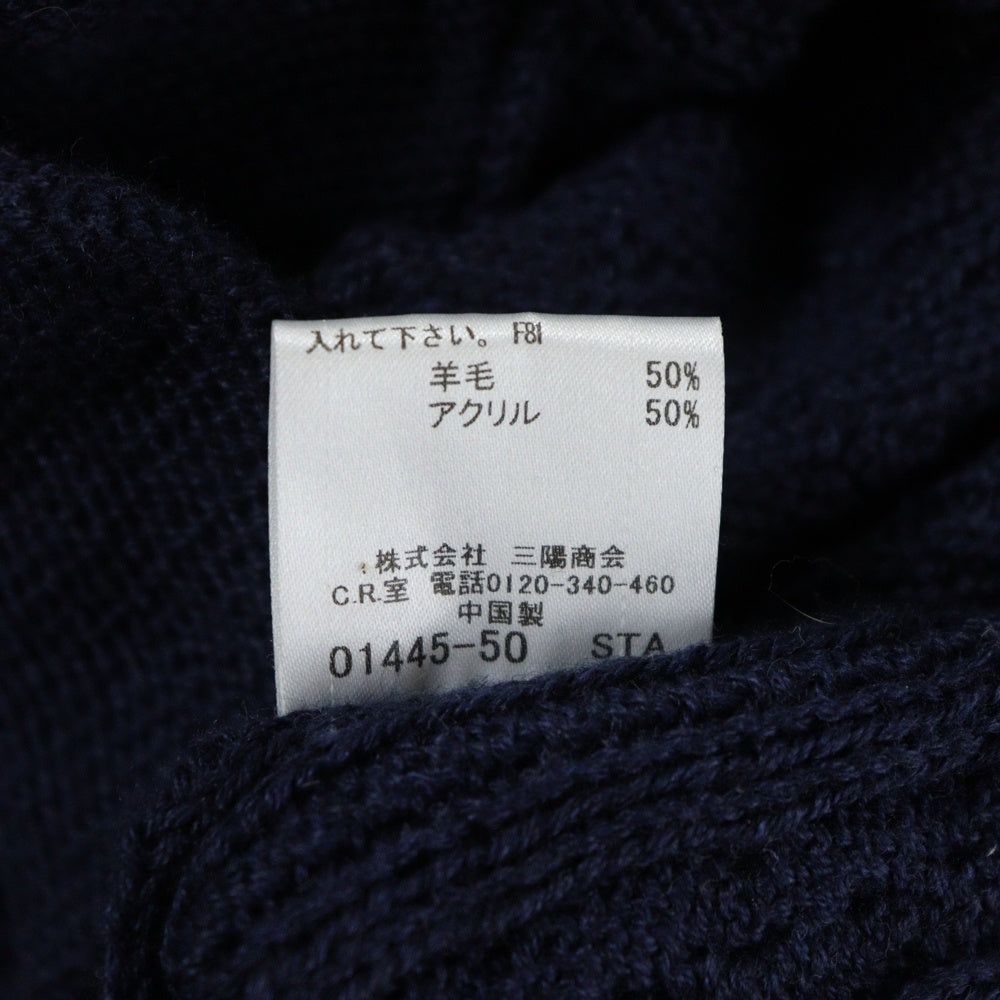 入れて下さい。 F81
羊毛 50%
アクリル 50%
株式会社 三陽商会
C.R.室 電話0120-340-460
中国製
01445-50 STA